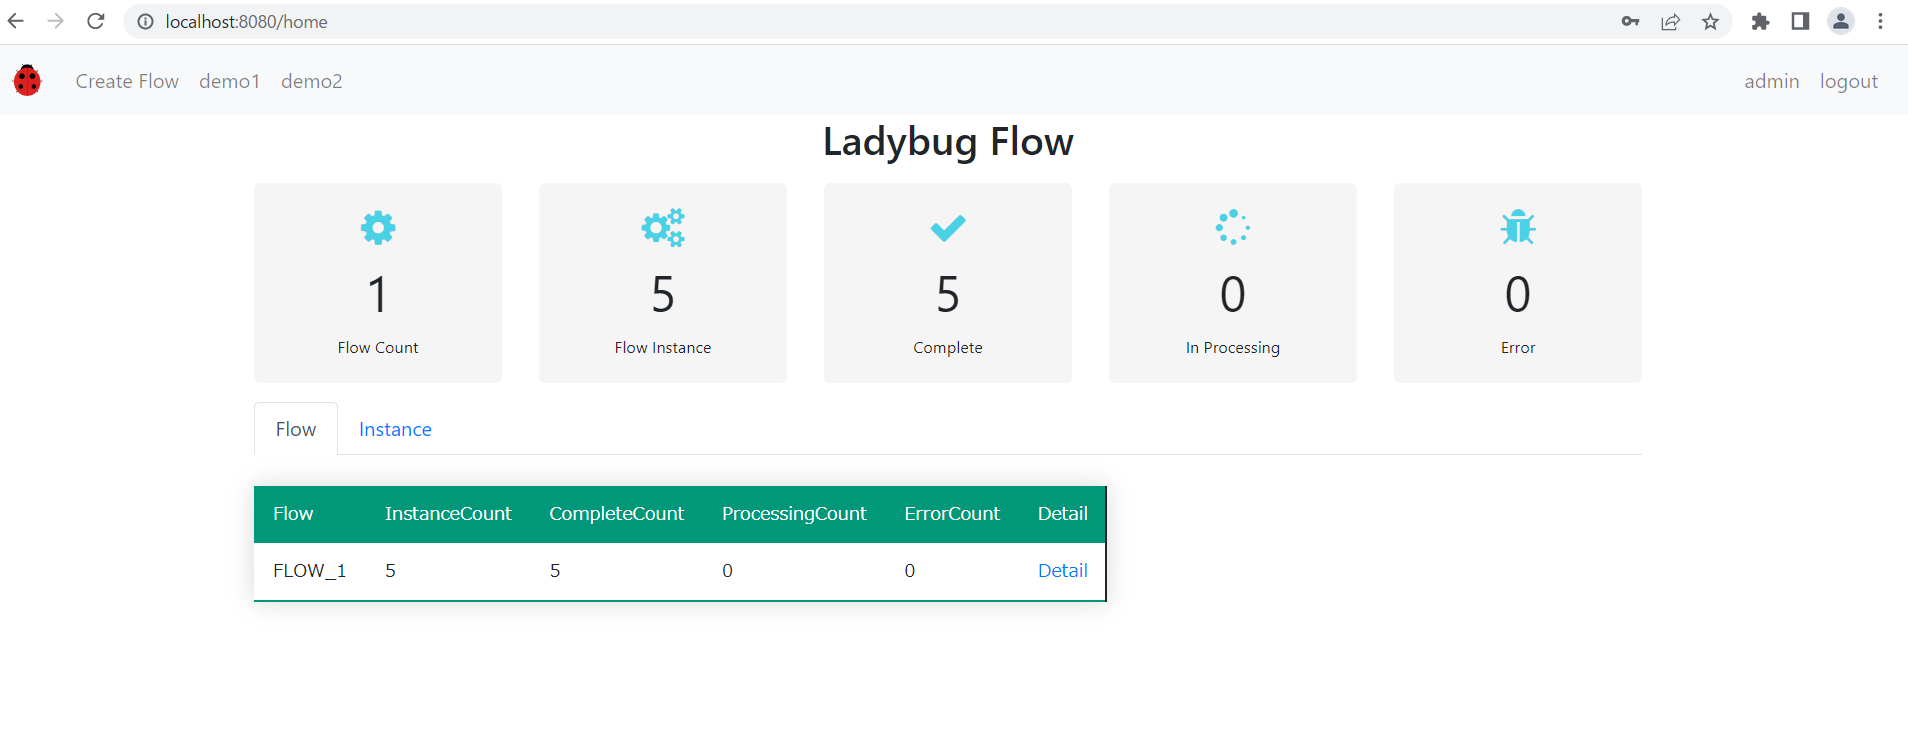 localhost:8080/home
Create Flow demo1 demo2 admin logout
Ladybug Flow
1 5 5 0 0
Flow Count Flow Instance Complete In Processing Error
Flow Instance
Flow InstanceCount CompleteCount ProcessingCount ErrorCount Detail
FLOW_1 5 5 0 0 Detail